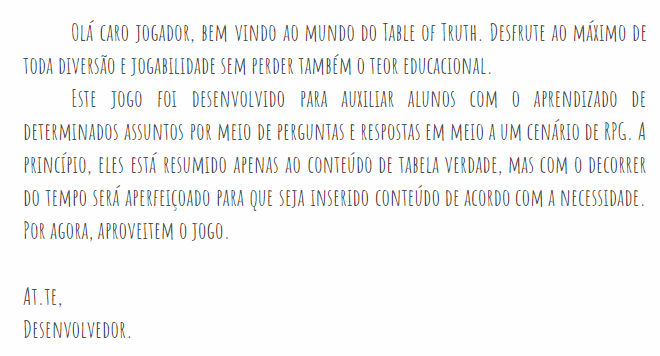 Olá caro jogador, bem vindo ao mundo do Table of Truth. Desfrute ao máximo de
toda diversão e jogabilidade sem perder também o teor educacional.
Este jogo foi desenvolvido para auxiliar alunos com o aprendizado de
determinados assuntos por meio de perguntas e respostas em meio a um cenário de RPG. A
princípio, eles está resumido apenas ao conteúdo de tabela verdade, mas com o decorrer
do tempo será aperfeiçoado para que seja inserido conteúdo de acordo com a necessidade.
Por agora, aproveitem o jogo.
At.te,
Desenvolvedor.